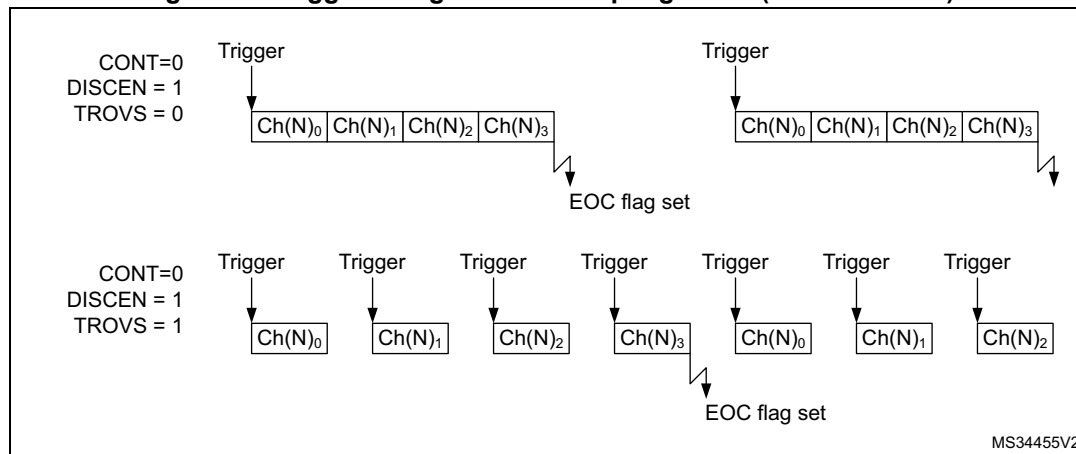 Trigger Trigger
CONT=0
DISCEN = 1
TROVS = 0
Ch(N)₀ Ch(N)₁ Ch(N)₂ Ch(N)₃ Ch(N)₀ Ch(N)₁ Ch(N)₂ Ch(N)₃
EOC flag set
Trigger Trigger Trigger Trigger Trigger Trigger Trigger
CONT=0
DISCEN = 1
TROVS = 1
Ch(N)₀ Ch(N)₁ Ch(N)₂ Ch(N)₃ Ch(N)₀ Ch(N)₁ Ch(N)₂
EOC flag set
MS34455V2